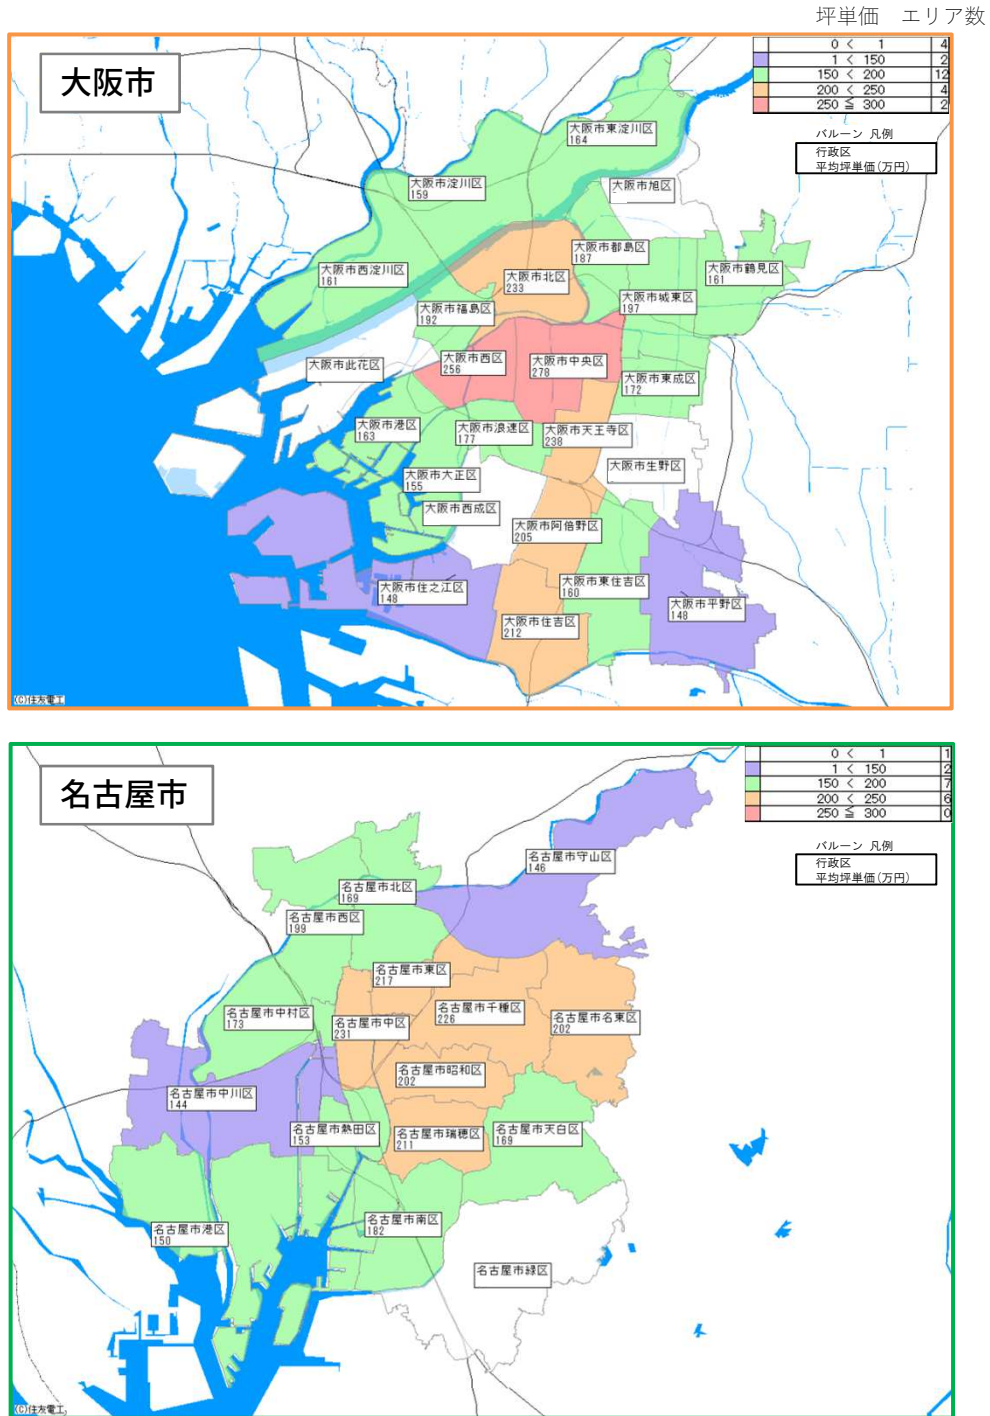 坪単価　エリア数
大阪市
0 < 1 4
1 < 150 2
150 < 200 12
200 < 250 4
250 ≦ 300 2
バルーン 凡例
行政区
平均坪単価(万円)
大阪市東淀川区
164
大阪市淀川区
159
大阪市旭区
大阪市都島区
187
大阪市西淀川区
161
大阪市北区
233
大阪市鶴見区
161
大阪市福島区
192
大阪市城東区
197
大阪市此花区
大阪市西区
256
大阪市中央区
278
大阪市東成区
172
大阪市港区
163
大阪市浪速区
177
大阪市天王寺区
238
大阪市生野区
大阪市大正区
155
大阪市西成区
大阪市阿倍野区
205
大阪市住之江区
148
大阪市東住吉区
160
大阪市平野区
148
大阪市住吉区
212
(C)住友電工
名古屋市
0 < 1 1
1 < 150 2
150 < 200 7
200 < 250 6
250 ≦ 300 0
バルーン 凡例
行政区
平均坪単価(万円)
名古屋市守山区
146
名古屋市北区
169
名古屋市西区
199
名古屋市東区
217
名古屋市千種区
226
名古屋市名東区
202
名古屋市中村区
173
名古屋市中区
231
名古屋市昭和区
202
名古屋市中川区
144
名古屋市熱田区
153
名古屋市瑞穂区
211
名古屋市天白区
169
名古屋市港区
150
名古屋市南区
182
名古屋市緑区
(C)住友電工